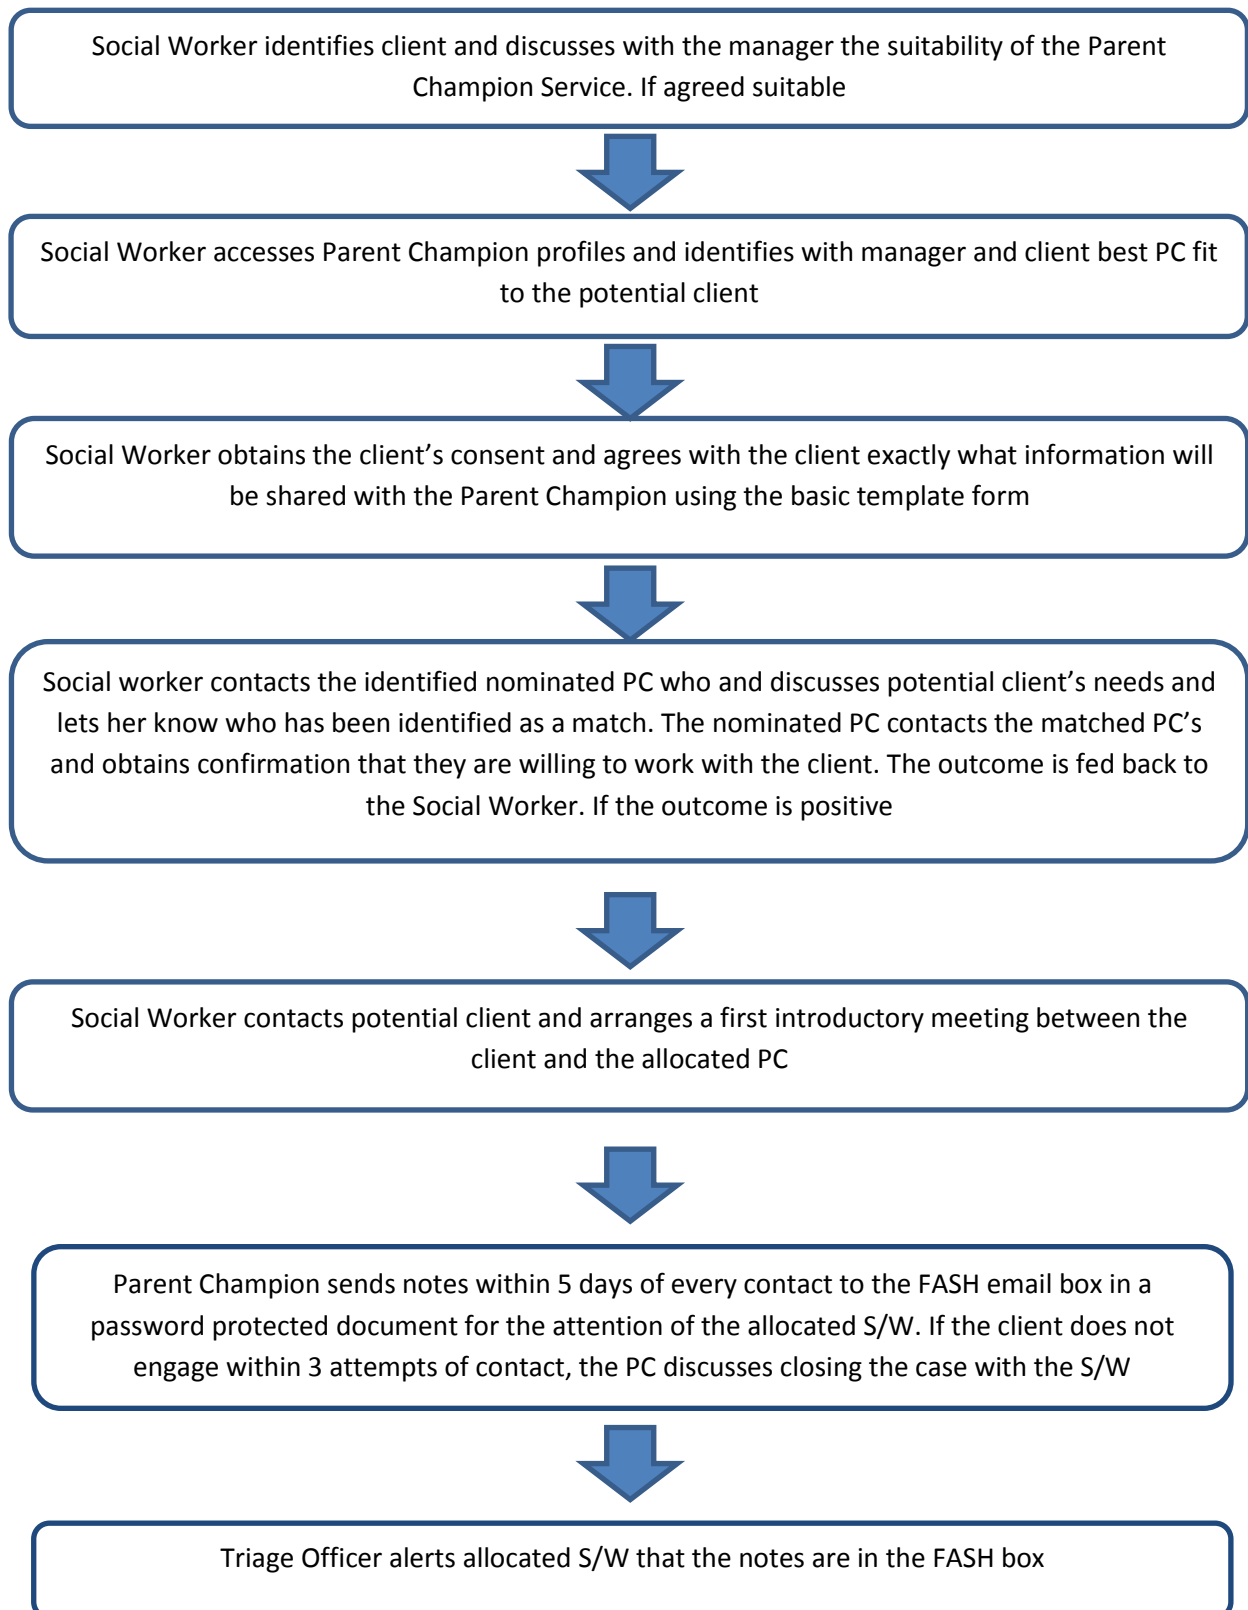 Social Worker identifies client and discusses with the manager the suitability of the Parent
Champion Service. If agreed suitable
Social Worker accesses Parent Champion profiles and identifies with manager and client best PC fit
to the potential client
Social Worker obtains the client’s consent and agrees with the client exactly what information will
be shared with the Parent Champion using the basic template form
Social worker contacts the identified nominated PC who and discusses potential client’s needs and
lets her know who has been identified as a match. The nominated PC contacts the matched PC’s
and obtains confirmation that they are willing to work with the client. The outcome is fed back to
the Social Worker. If the outcome is positive
Social Worker contacts potential client and arranges a first introductory meeting between the
client and the allocated PC
Parent Champion sends notes within 5 days of every contact to the FASH email box in a
password protected document for the attention of the allocated S/W. If the client does not
engage within 3 attempts of contact, the PC discusses closing the case with the S/W
Triage Officer alerts allocated S/W that the notes are in the FASH box